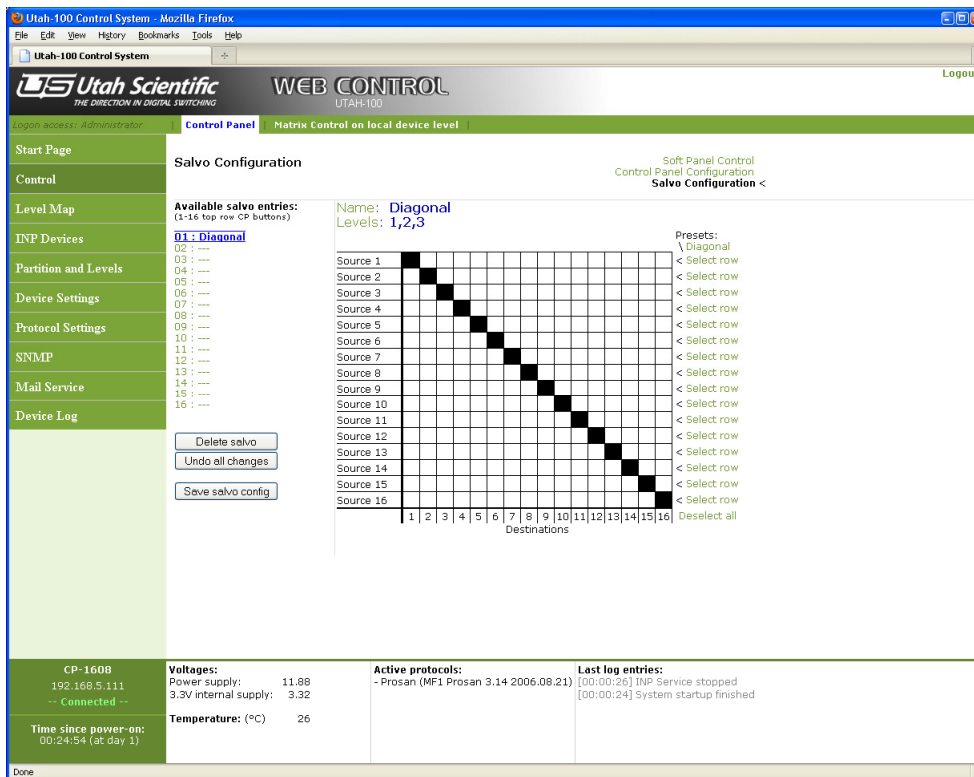 Utah-100 Control System - Mozilla Firefox
File Edit View History Bookmarks Tools Help
Utah-100 Control System
US Utah Scientific
THE DIRECTION IN DIGITAL SWITCHING
WEB CONTROL
UTAH-100
Logou
Logon access: Administrator | Control Panel | Matrix Control on local device level |
Start Page
Control
Level Map
INP Devices
Partition and Levels
Device Settings
Protocol Settings
SNMP
Mail Service
Device Log
Salvo Configuration
Soft Panel Control
Control Panel Configuration
Salvo Configuration <
Available salvo entries:
(1-16 top row CP buttons)
01 : Diagonal
02 : ---
03 : ---
04 : ---
05 : ---
06 : ---
07 : ---
08 : ---
09 : ---
10 : ---
11 : ---
12 : ---
13 : ---
14 : ---
15 : ---
16 : ---
Delete salvo
Undo all changes
Save salvo config
Name: Diagonal
Levels: 1,2,3
Presets:
\ Diagonal
Source 1 < Select row
Source 2 < Select row
Source 3 < Select row
Source 4 < Select row
Source 5 < Select row
Source 6 < Select row
Source 7 < Select row
Source 8 < Select row
Source 9 < Select row
Source 10 < Select row
Source 11 < Select row
Source 12 < Select row
Source 13 < Select row
Source 14 < Select row
Source 15 < Select row
Source 16 < Select row
1 2 3 4 5 6 7 8 9 10 11 12 13 14 15 16 Deselect all
Destinations
CP-1608
192.168.5.111
-- Connected --
Time since power-on:
00:24:54 (at day 1)
Voltages:
Power supply: 11.88
3.3V internal supply: 3.32
Temperature: (°C) 26
Active protocols:
- Prosan (MF1 Prosan 3.14 2006.08.21)
Last log entries:
[00:00:26] INP Service stopped
[00:00:24] System startup finished
Done